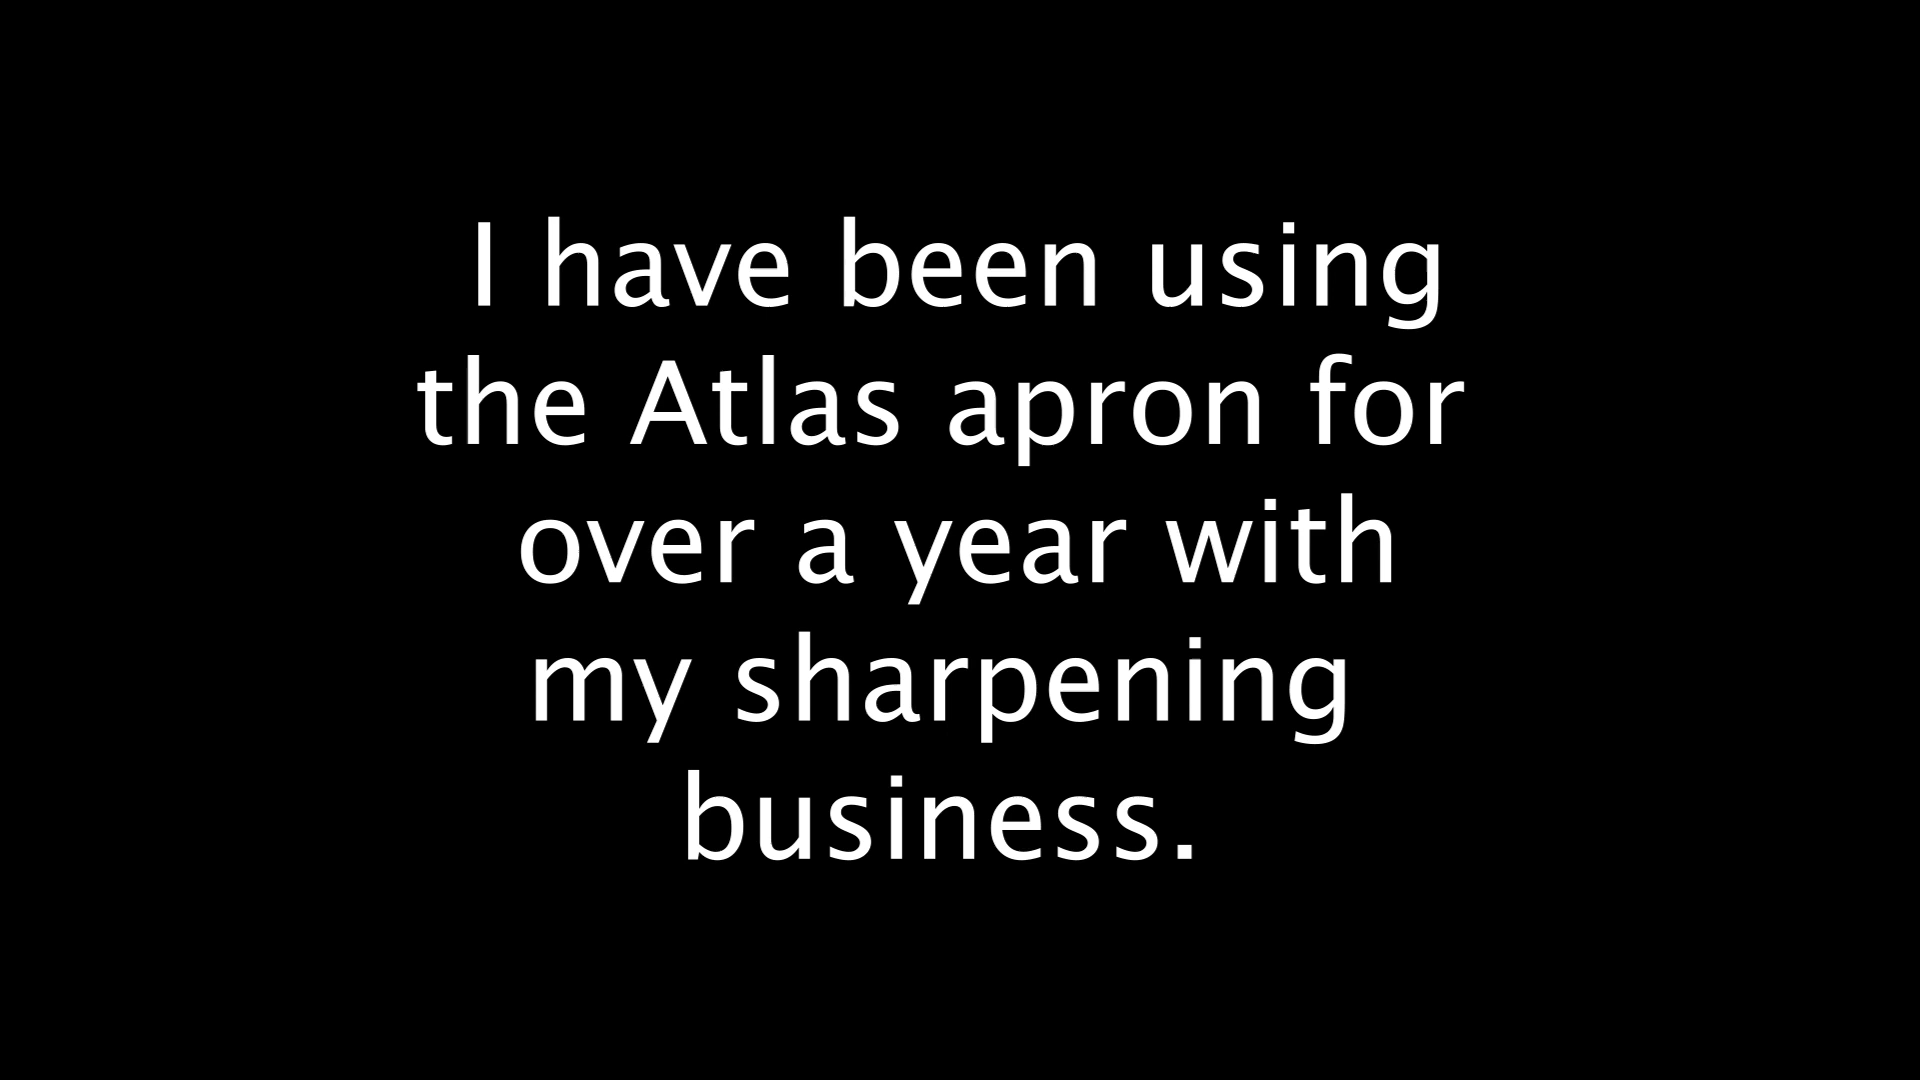 I have been using
the Atlas apron for
over a year with
my sharpening
business.